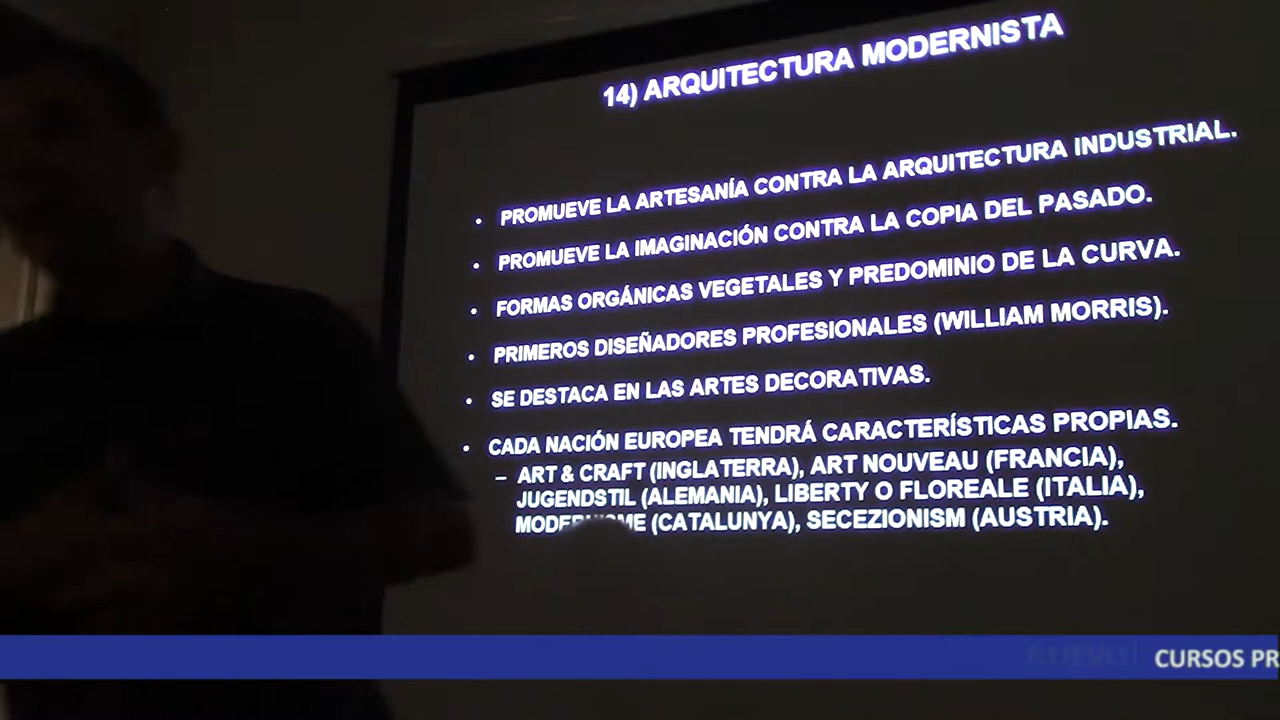 14) ARQUITECTURA MODERNISTA
• PROMUEVE LA ARTESANÍA CONTRA LA ARQUITECTURA INDUSTRIAL.
• PROMUEVE LA IMAGINACIÓN CONTRA LA COPIA DEL PASADO.
• FORMAS ORGÁNICAS VEGETALES Y PREDOMINIO DE LA CURVA.
• PRIMEROS DISEÑADORES PROFESIONALES (WILLIAM MORRIS).
• SE DESTACA EN LAS ARTES DECORATIVAS.
• CADA NACIÓN EUROPEA TENDRÁ CARACTERÍSTICAS PROPIAS.
– ART & CRAFT (INGLATERRA), ART NOUVEAU (FRANCIA),
JUGENDSTIL (ALEMANIA), LIBERTY O FLOREALE (ITALIA),
(CATALUNYA), SECEZIONISM (AUSTRIA).
CURSOS PR